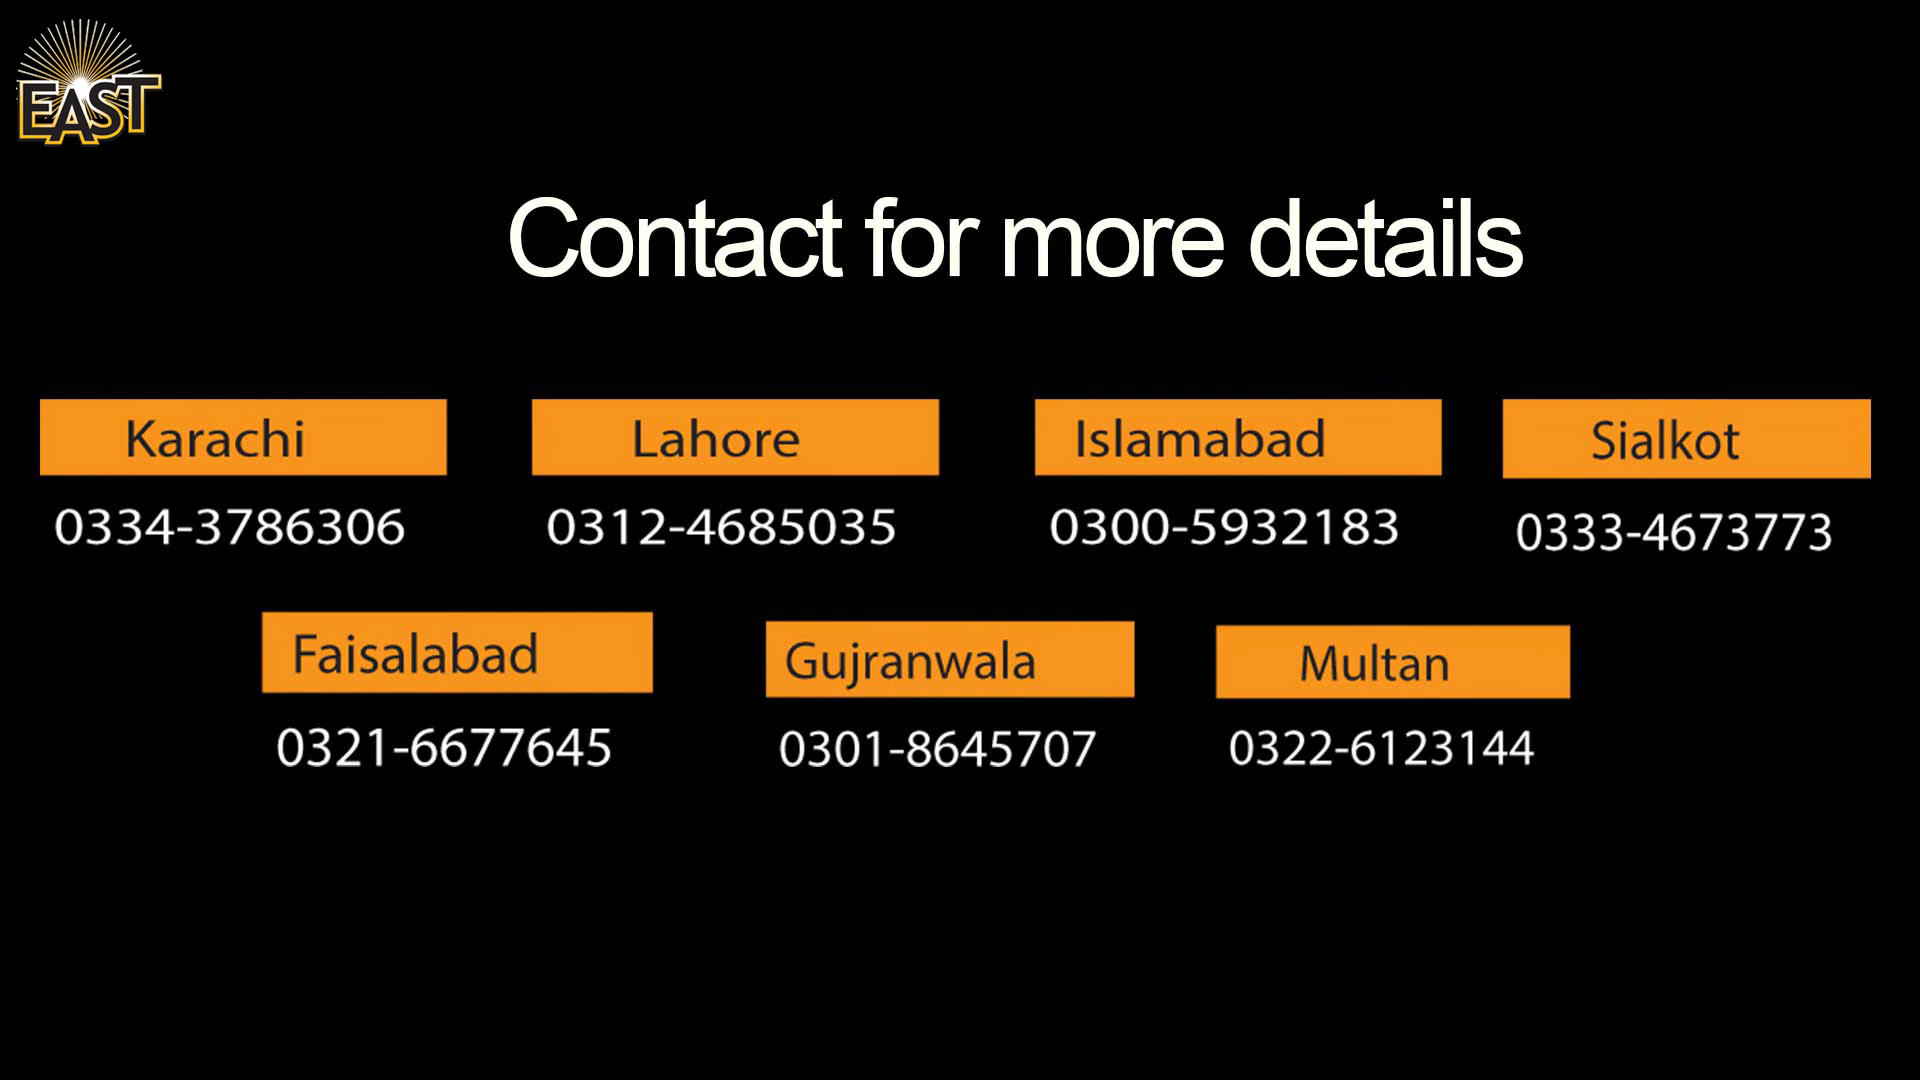 EAST
Contact for more details
Karachi
Lahore
Islamabad
Sialkot
0334-3786306
0312-4685035
0300-5932183
0333-4673773
Faisalabad
Gujranwala
Multan
0321-6677645
0301-8645707
0322-6123144